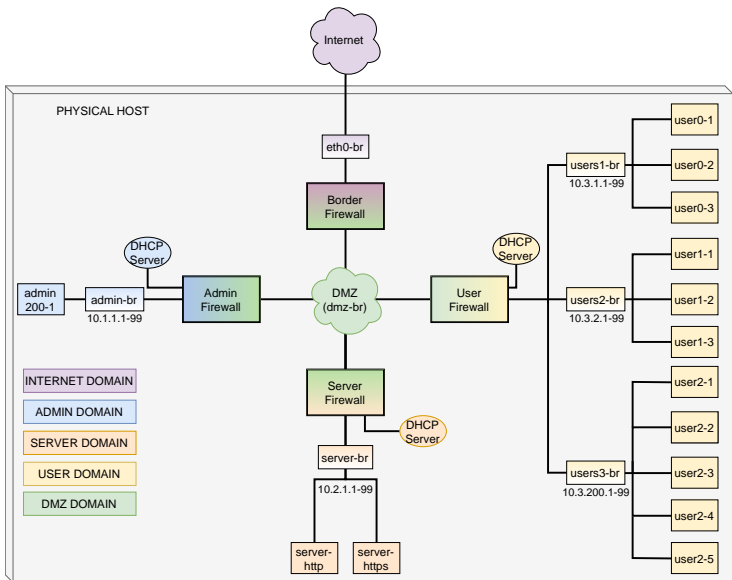 Internet
PHYSICAL HOST
eth0-br
Border
Firewall
users1-br
10.3.1.1-99
user0-1
user0-2
user0-3
DHCP
Server
admin
200-1
admin-br
10.1.1.1-99
Admin
Firewall
DMZ
(dmz-br)
DHCP
Server
User
Firewall
users2-br
10.3.2.1-99
user1-1
user1-2
user1-3
INTERNET DOMAIN
ADMIN DOMAIN
SERVER DOMAIN
USER DOMAIN
DMZ DOMAIN
Server
Firewall
DHCP
Server
server-br
10.2.1.1-99
server-
http
server-
https
users3-br
10.3.200.1-99
user2-1
user2-2
user2-3
user2-4
user2-5